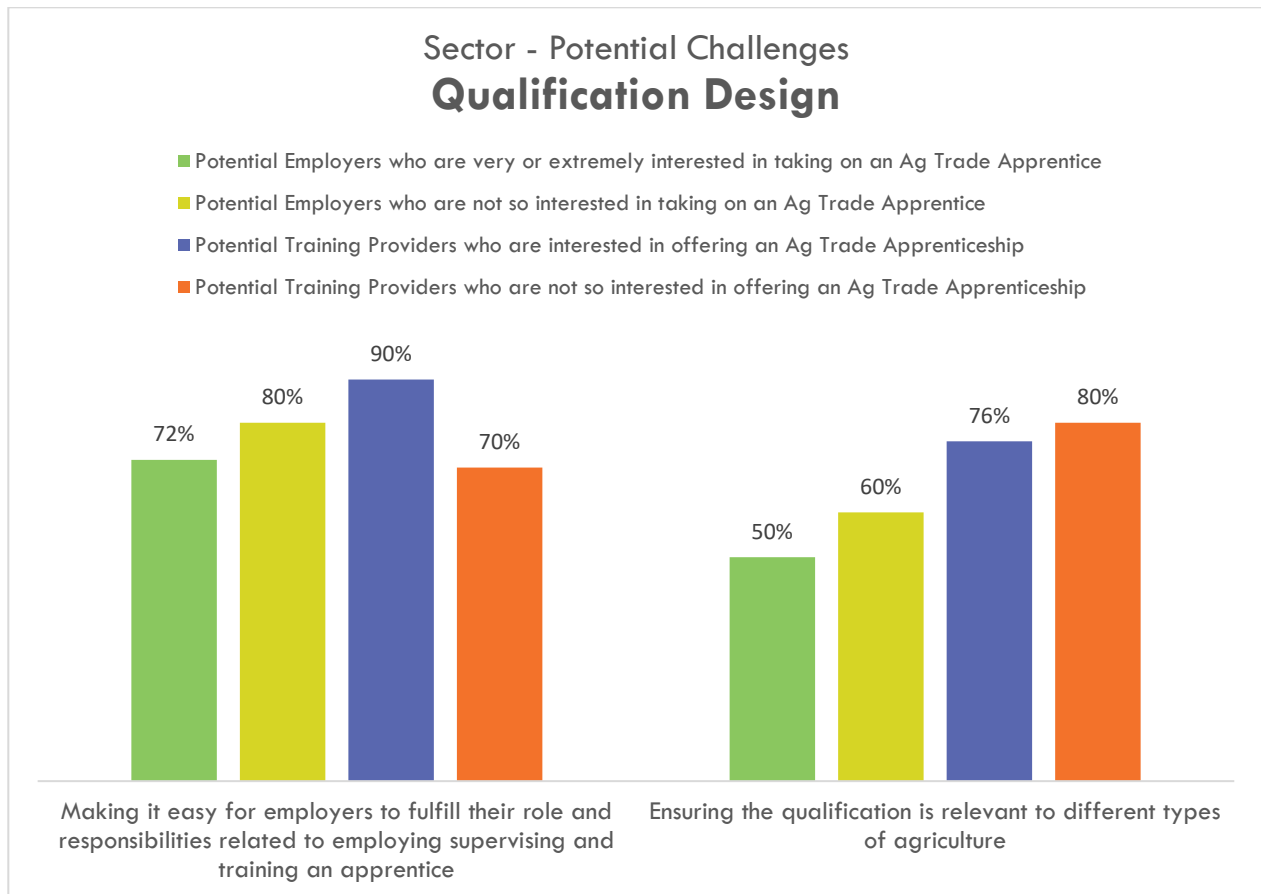 Sector - Potential Challenges
Qualification Design
Potential Employers who are very or extremely interested in taking on an Ag Trade Apprentice
Potential Employers who are not so interested in taking on an Ag Trade Apprentice
Potential Training Providers who are interested in offering an Ag Trade Apprenticeship
Potential Training Providers who are not so interested in offering an Ag Trade Apprenticeship
72%
80%
90%
70%
50%
60%
76%
80%
Making it easy for employers to fulfill their role and
responsibilities related to employing supervising and
training an apprentice
Ensuring the qualification is relevant to different types
of agriculture